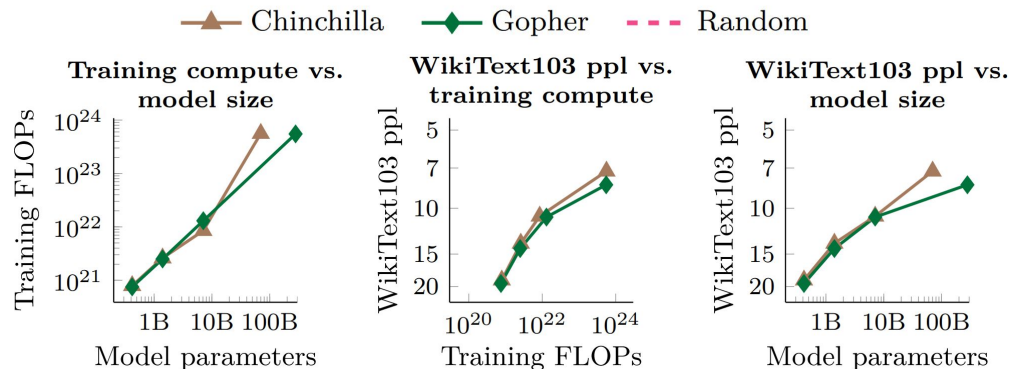 Chinchilla Gopher Random
Training compute vs.
model size
Training FLOPs
10^24
10^23
10^22
10^21
1B 10B 100B
Model parameters
WikiText103 ppl vs.
training compute
WikiText103 ppl
5
7
10
15
20
10^20 10^22 10^24
Training FLOPs
WikiText103 ppl vs.
model size
WikiText103 ppl
5
7
10
15
20
1B 10B 100B
Model parameters